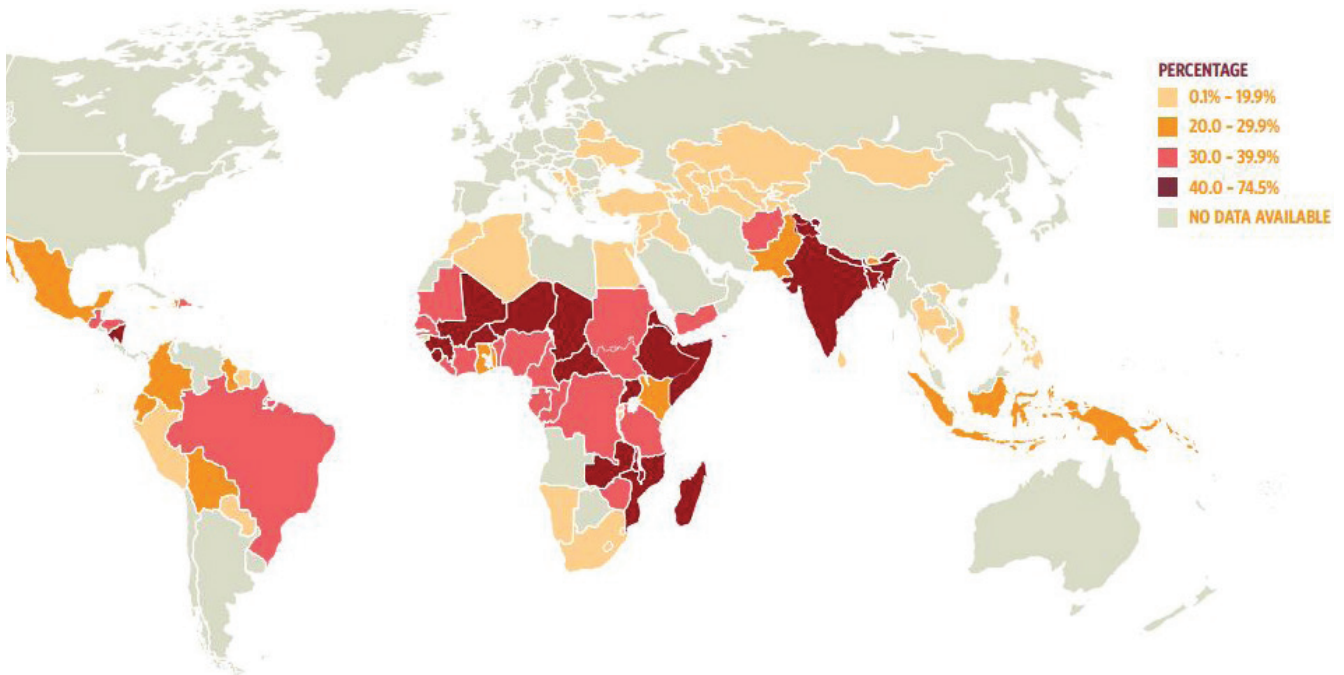 PERCENTAGE
0.1% – 19.9%
20.0 – 29.9%
30.0 – 39.9%
40.0 – 74.5%
NO DATA AVAILABLE